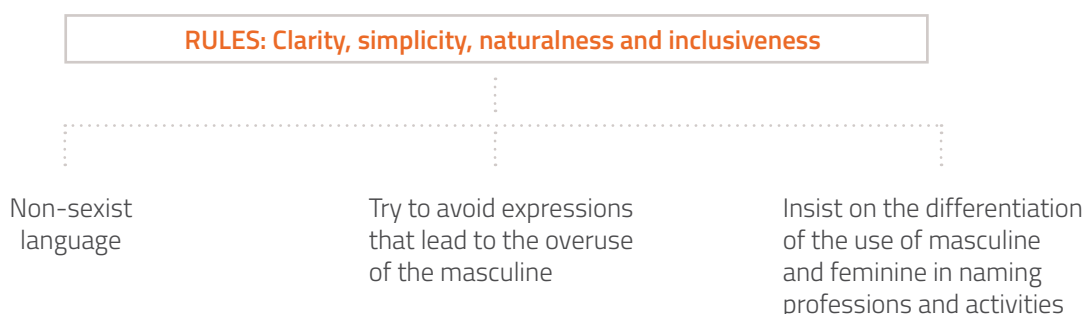 RULES: Clarity, simplicity, naturalness and inclusiveness
Non-sexist
language
Try to avoid expressions
that lead to the overuse
of the masculine
Insist on the differentiation
of the use of masculine
and feminine in naming
professions and activities